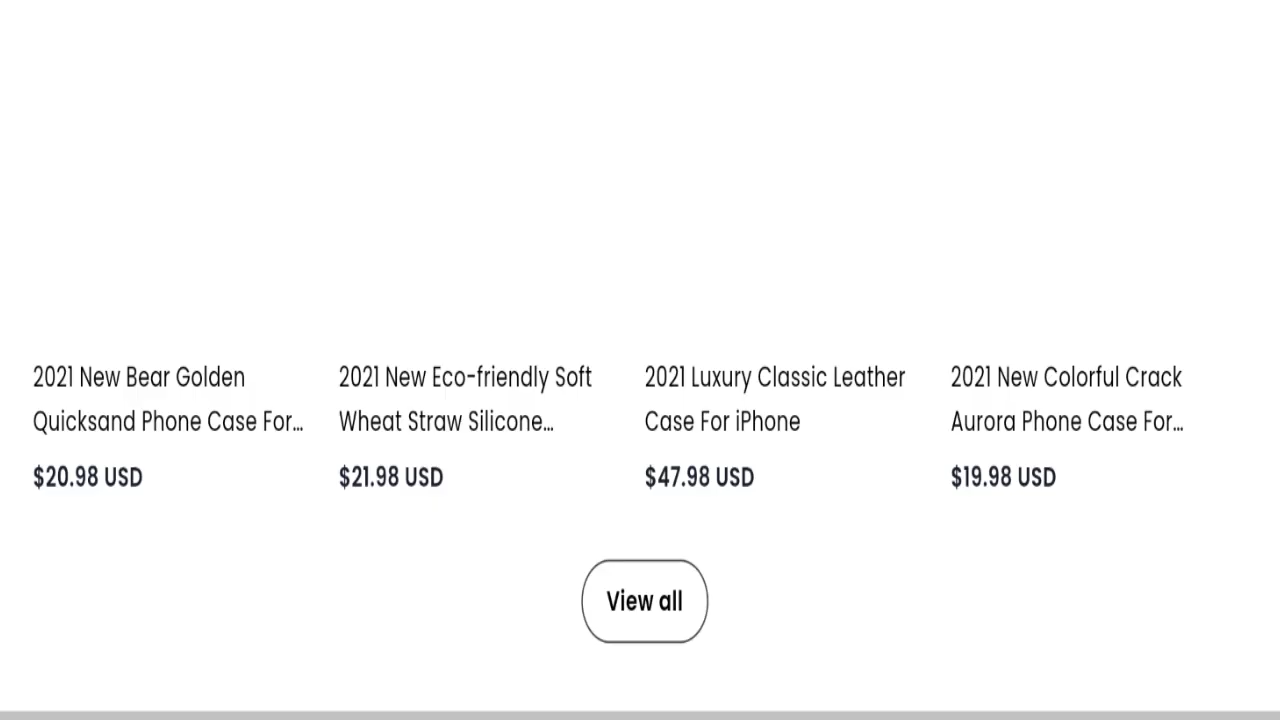 2021 New Bear Golden
Quicksand Phone Case For...
$20.98 USD
2021 New Eco-friendly Soft
Wheat Straw Silicone...
$21.98 USD
2021 Luxury Classic Leather
Case For iPhone
$47.98 USD
2021 New Colorful Crack
Aurora Phone Case For...
$19.98 USD
View all